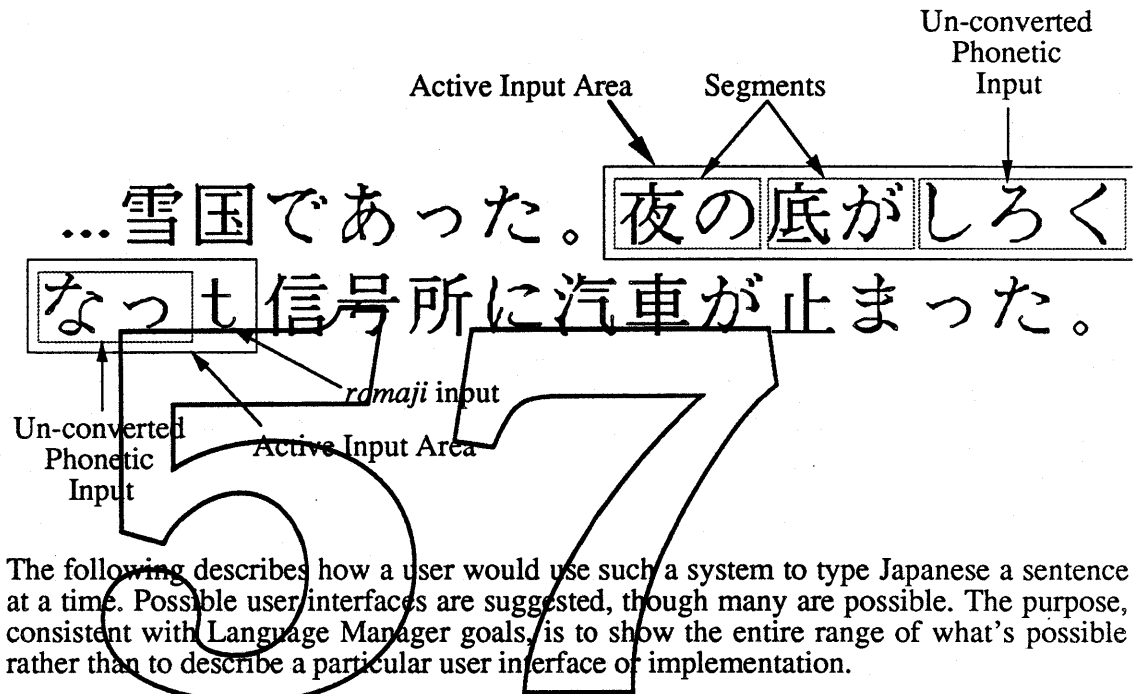 Un-converted
Phonetic
Input
Active Input Area
Segments
...雪国であった。夜の底がしろく
なっt信号所に汽車が止まった。
romaji input
Un-converted
Phonetic
Input
Active Input Area
57
The following describes how a user would use such a system to type Japanese a sentence
at a time. Possible user interfaces are suggested, though many are possible. The purpose,
consistent with Language Manager goals, is to show the entire range of what's possible
rather than to describe a particular user interface or implementation.